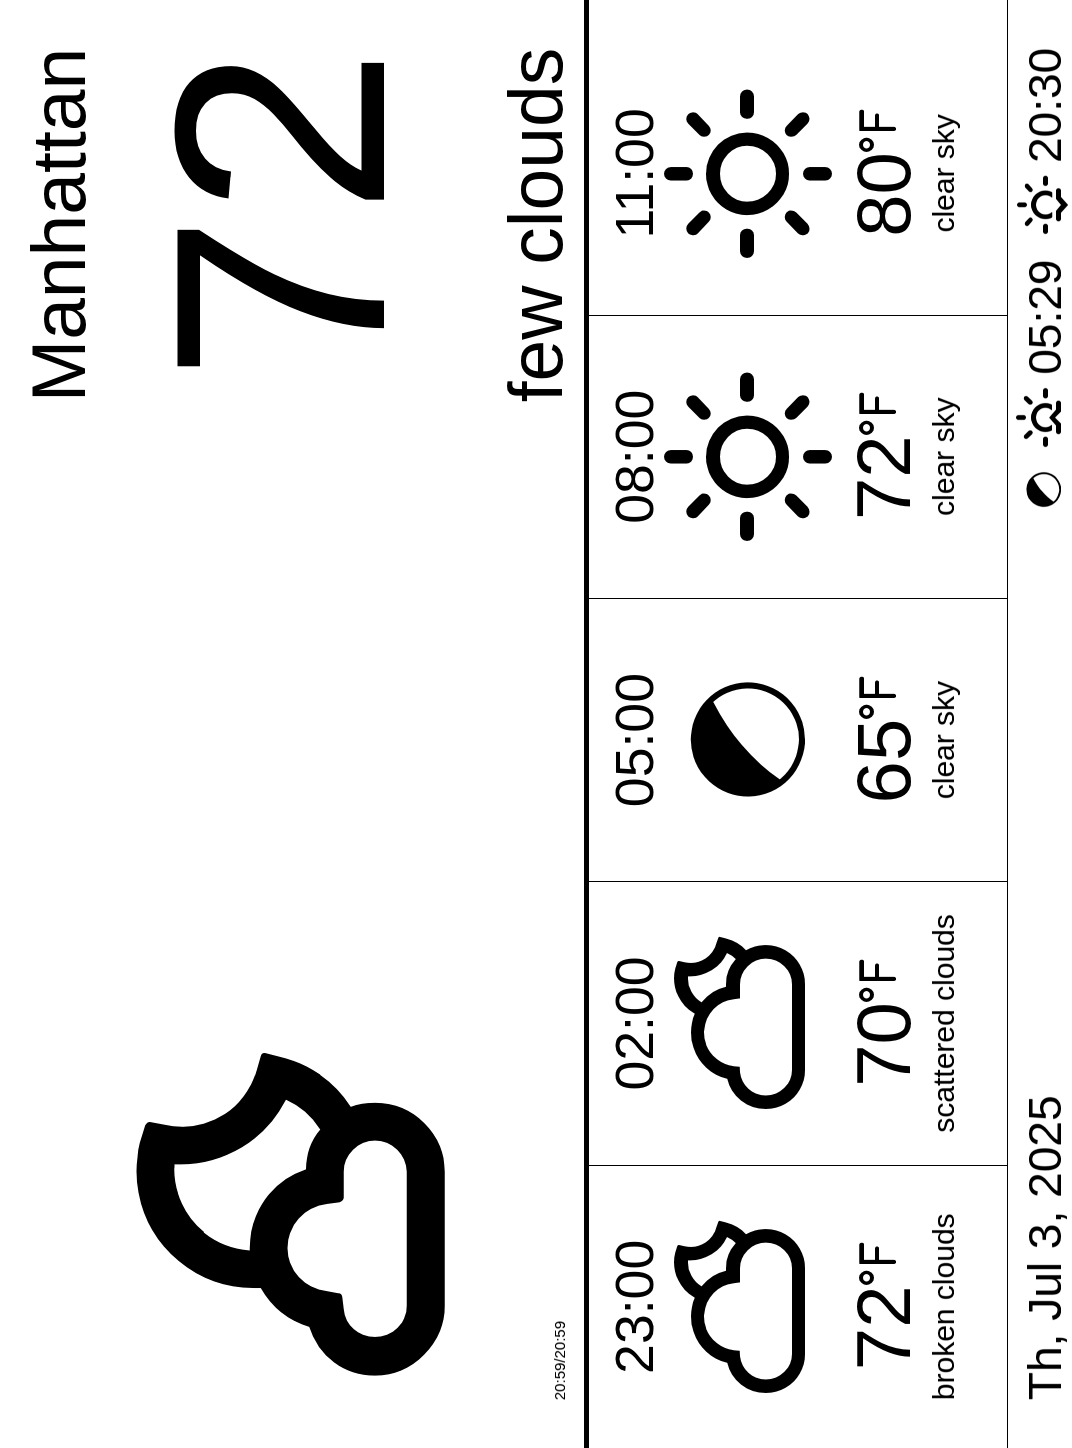 Manhattan
72
few clouds
20:59/20:59
23:00
02:00
05:00
08:00
11:00
72°F
70°F
65°F
72°F
80°F
broken clouds
scattered clouds
clear sky
clear sky
clear sky
Th, Jul 3, 2025
05:29
20:30